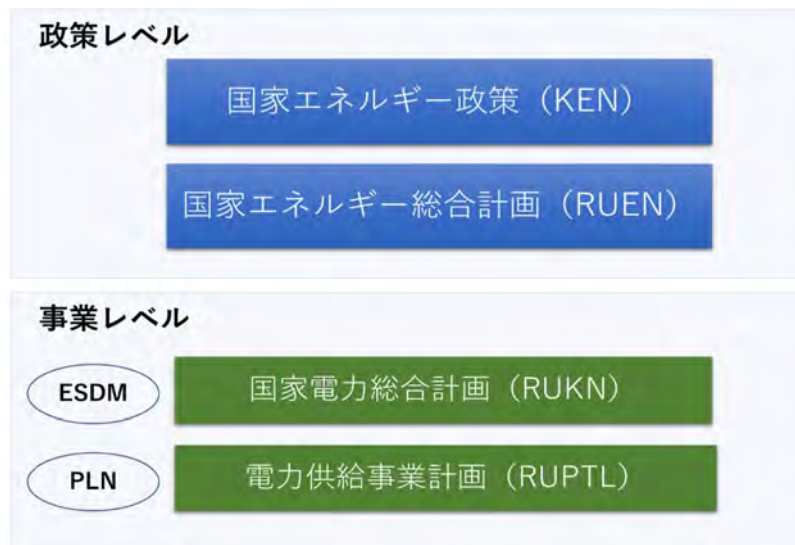 政策レベル
国家エネルギー政策（KEN）
国家エネルギー総合計画（RUEN）
事業レベル
ESDM
国家電力総合計画（RUKN）
PLN
電力供給事業計画（RUPTL）